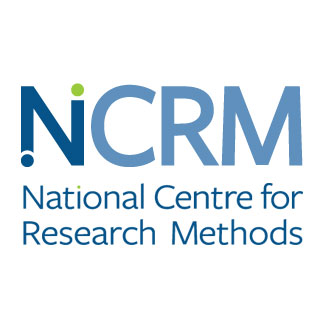 NCRM
National Centre for
Research Methods